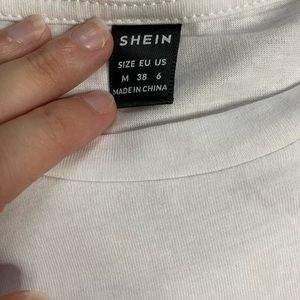 SHEIN
SIZE EU US
M 38 6
MADE IN CHINA